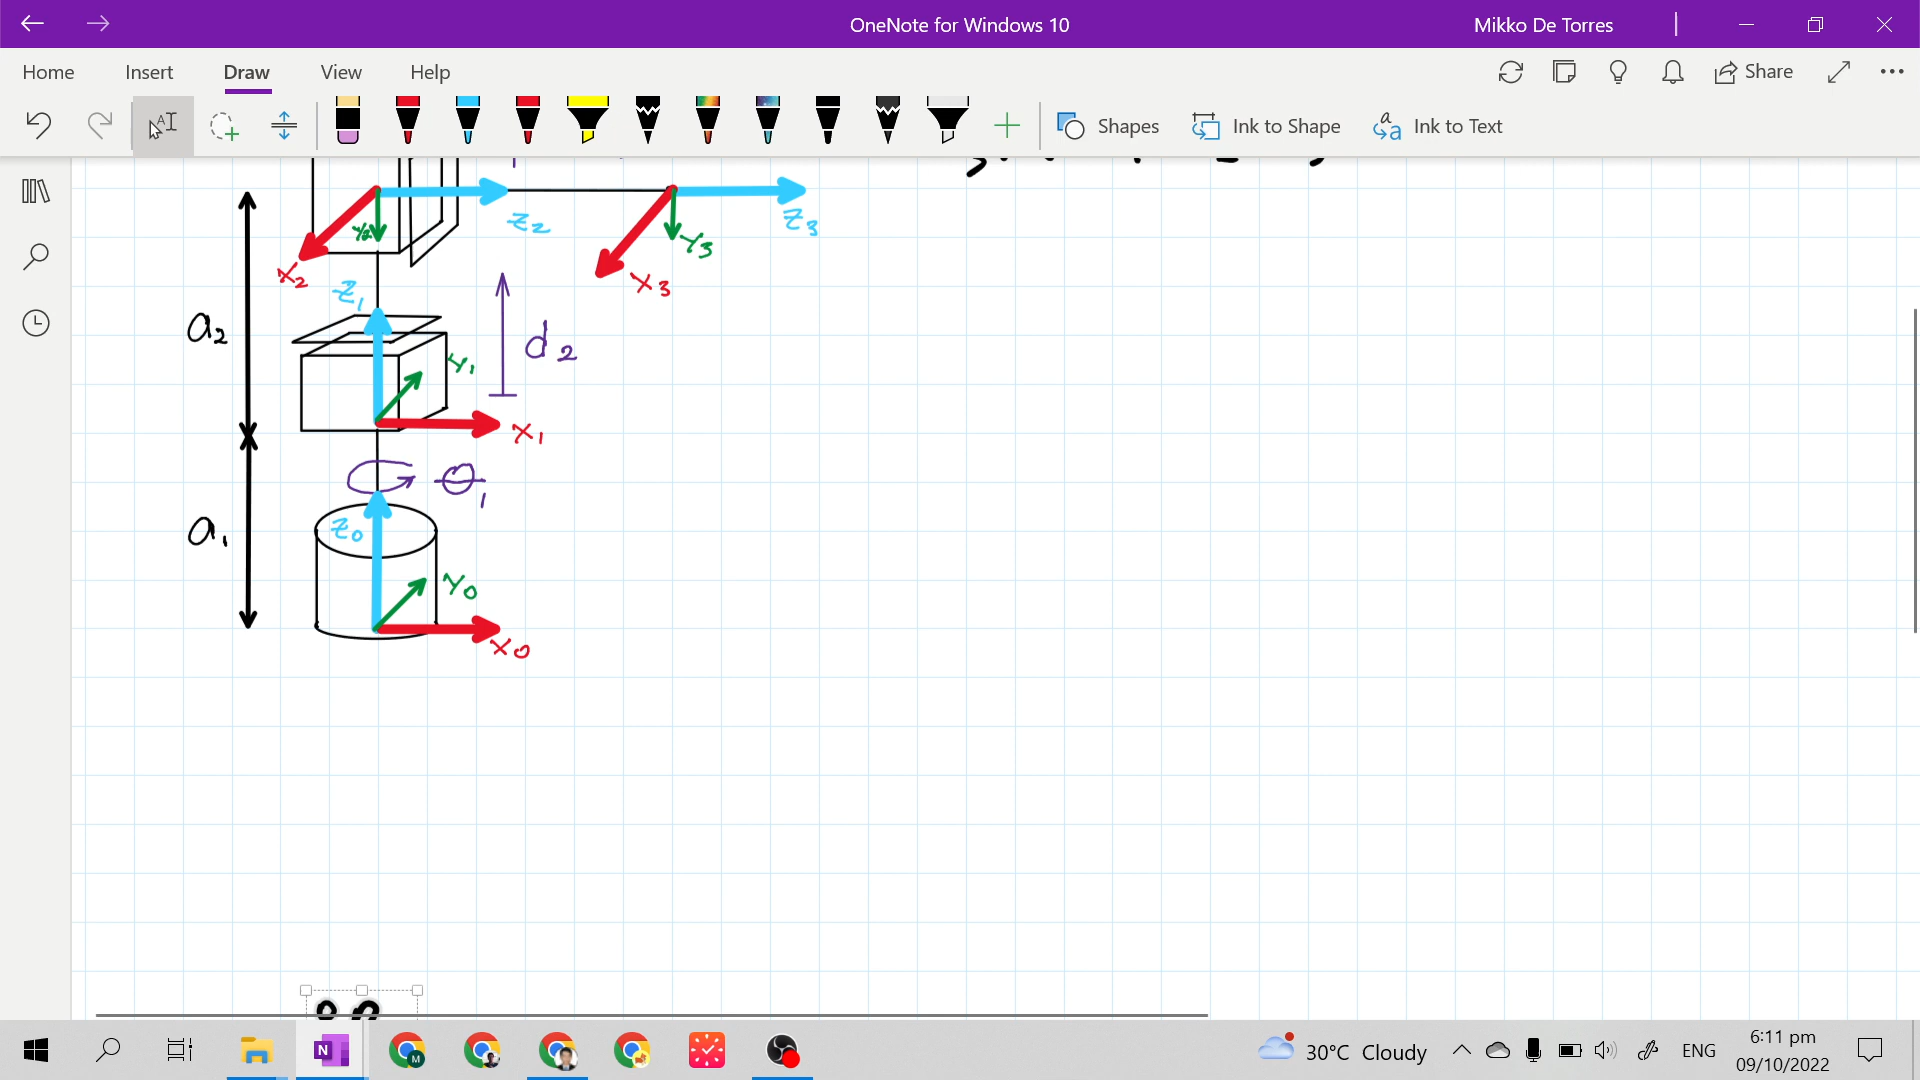 OneNote for Windows 10
Mikko De Torres
Home Insert Draw View Help
Share
Shapes Ink to Shape Ink to Text
Z2
Z3
Y2
Y3
X2
X3
Z1
a2
d2
Y1
X1
θ1
a1
Z0
Y0
X0
30°C Cloudy
ENG
6:11 pm
09/10/2022